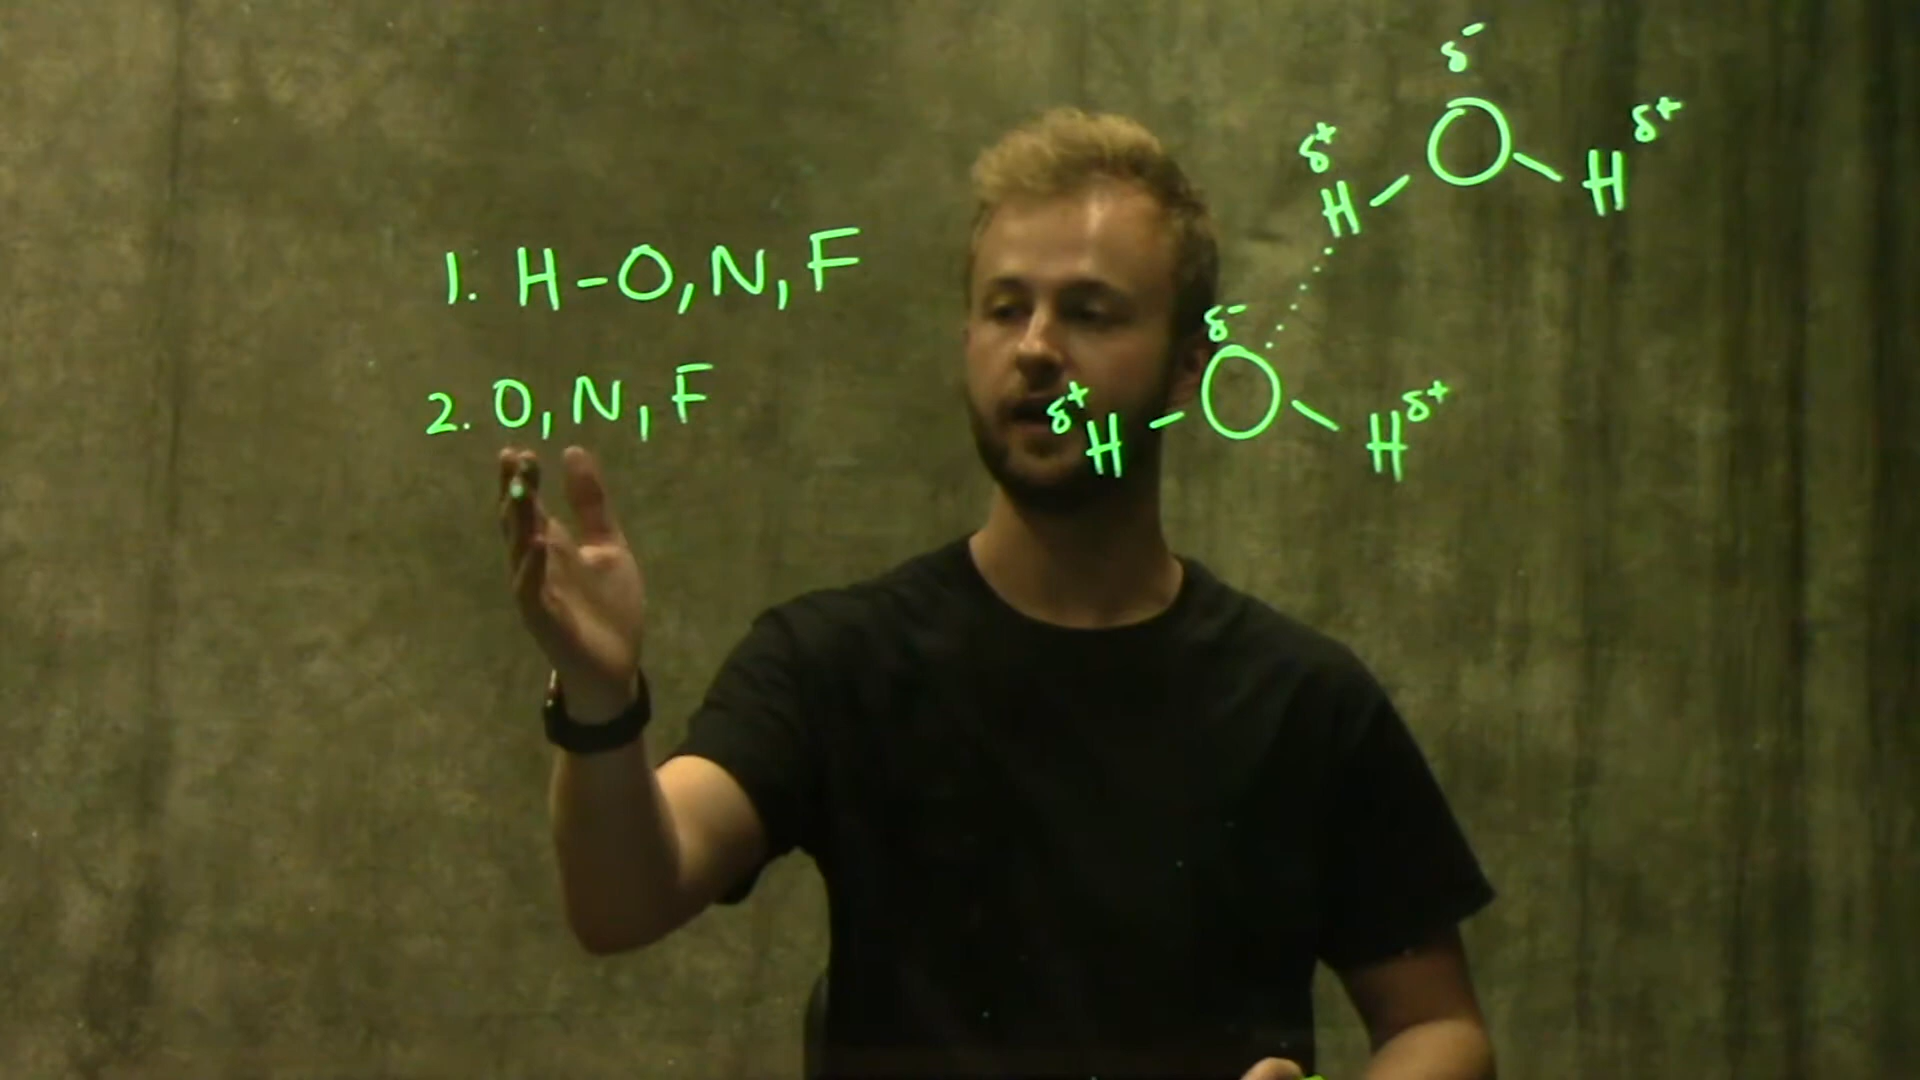 1. H-O, N, F
2. O, N, F
δ-
δ+ H - O - H δ+
δ-
δ+ H - O - H δ+